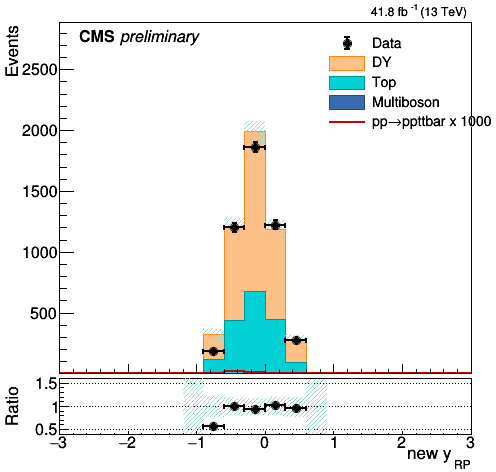 41.8 fb⁻¹ (13 TeV)
CMS preliminary
Events
Data
DY
Top
Multiboson
pp→ppttbar x 1000
2500
2000
1500
1000
500
Ratio
1.5
1
0.5
−3 −2 −1 0 1 2 3
new y RP